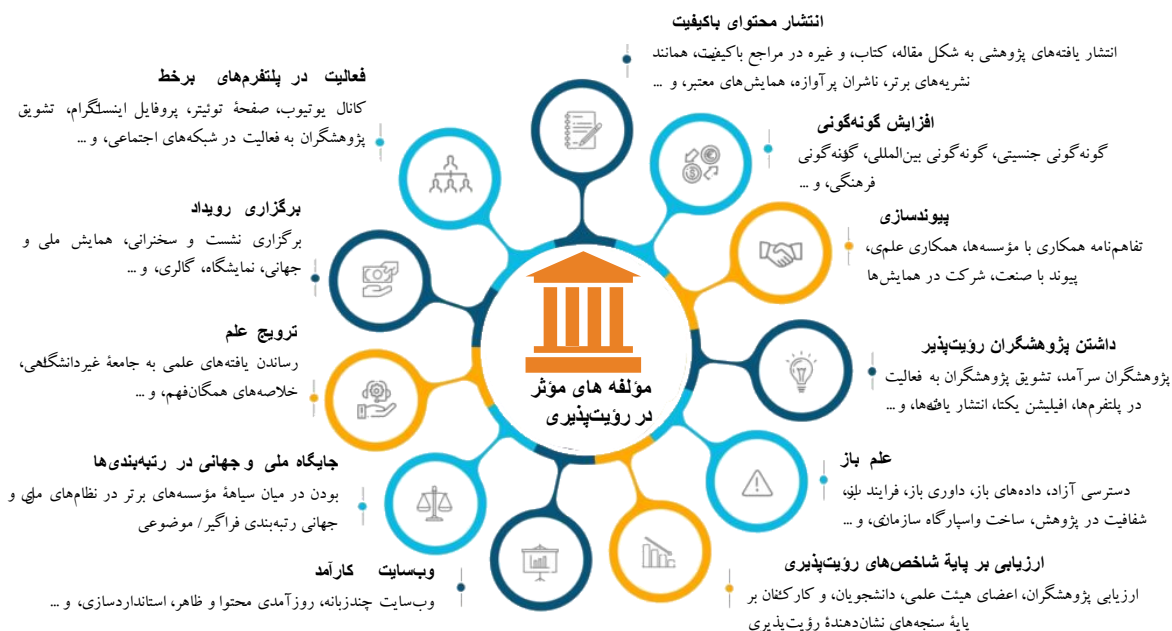 انتشار محتوای باکیفیت
انتشار یافته‌های پژوهشی به شکل مقاله، کتاب، و غیره در مراجع باکیفیت، همانند
نشریه‌های برتر، ناشران پرآوازه، همایش‌های معتبر، و ...
افزایش گونه‌گونی
گونه‌گونی جنسیتی، گونه‌گونی بین‌المللی، گونه‌گونی
فرهنگی، و ...
پیوندسازی
تفاهم‌نامه همکاری با مؤسسه‌ها، همکاری علمی،
پیوند با صنعت، شرکت در همایش‌ها
داشتن پژوهشگران رؤیت‌پذیر
پژوهشگران سرآمد، تشویق پژوهشگران به فعالیت
در پلتفرم‌ها، افیلیشن یکتا، انتشار یافته‌ها، و ...
علم باز
دسترسی آزاد، داده‌های باز، داوری باز، فرایند باز،
شفافیت در پژوهش، ساخت واسپارگاه سازمانی، و ...
ارزیابی بر پایهٔ شاخص‌های رؤیت‌پذیری
ارزیابی پژوهشگران، اعضای هیئت علمی، دانشجویان، و کارکنان بر
پایهٔ سنجه‌های نشان‌دهندهٔ رؤیت‌پذیری
وب‌سایت کارآمد
وب‌سایت چندزبانه، روزآمدی محتوا و ظاهر، استانداردسازی، و ...
جایگاه ملی و جهانی در رتبه‌بندی‌ها
بودن در میان سیاههٔ مؤسسه‌های برتر در نظام‌های ملی و
جهانی رتبه‌بندی فراگیر/ موضوعی
ترویج علم
رساندن یافته‌های علمی به جامعهٔ غیردانشگاهی،
خلاصه‌های همگان‌فهم، و ...
برگزاری رویداد
برگزاری نشست و سخنرانی، همایش ملی و
جهانی، نمایشگاه، گالری، و ...
فعالیت در پلتفرم‌های برخط
کانال یوتیوب، صفحهٔ توئیتر، پروفایل اینستاگرام، تشویق
پژوهشگران به فعالیت در شبکه‌های اجتماعی، و ...
مؤلفه های مؤثر
در رؤیت‌پذیری